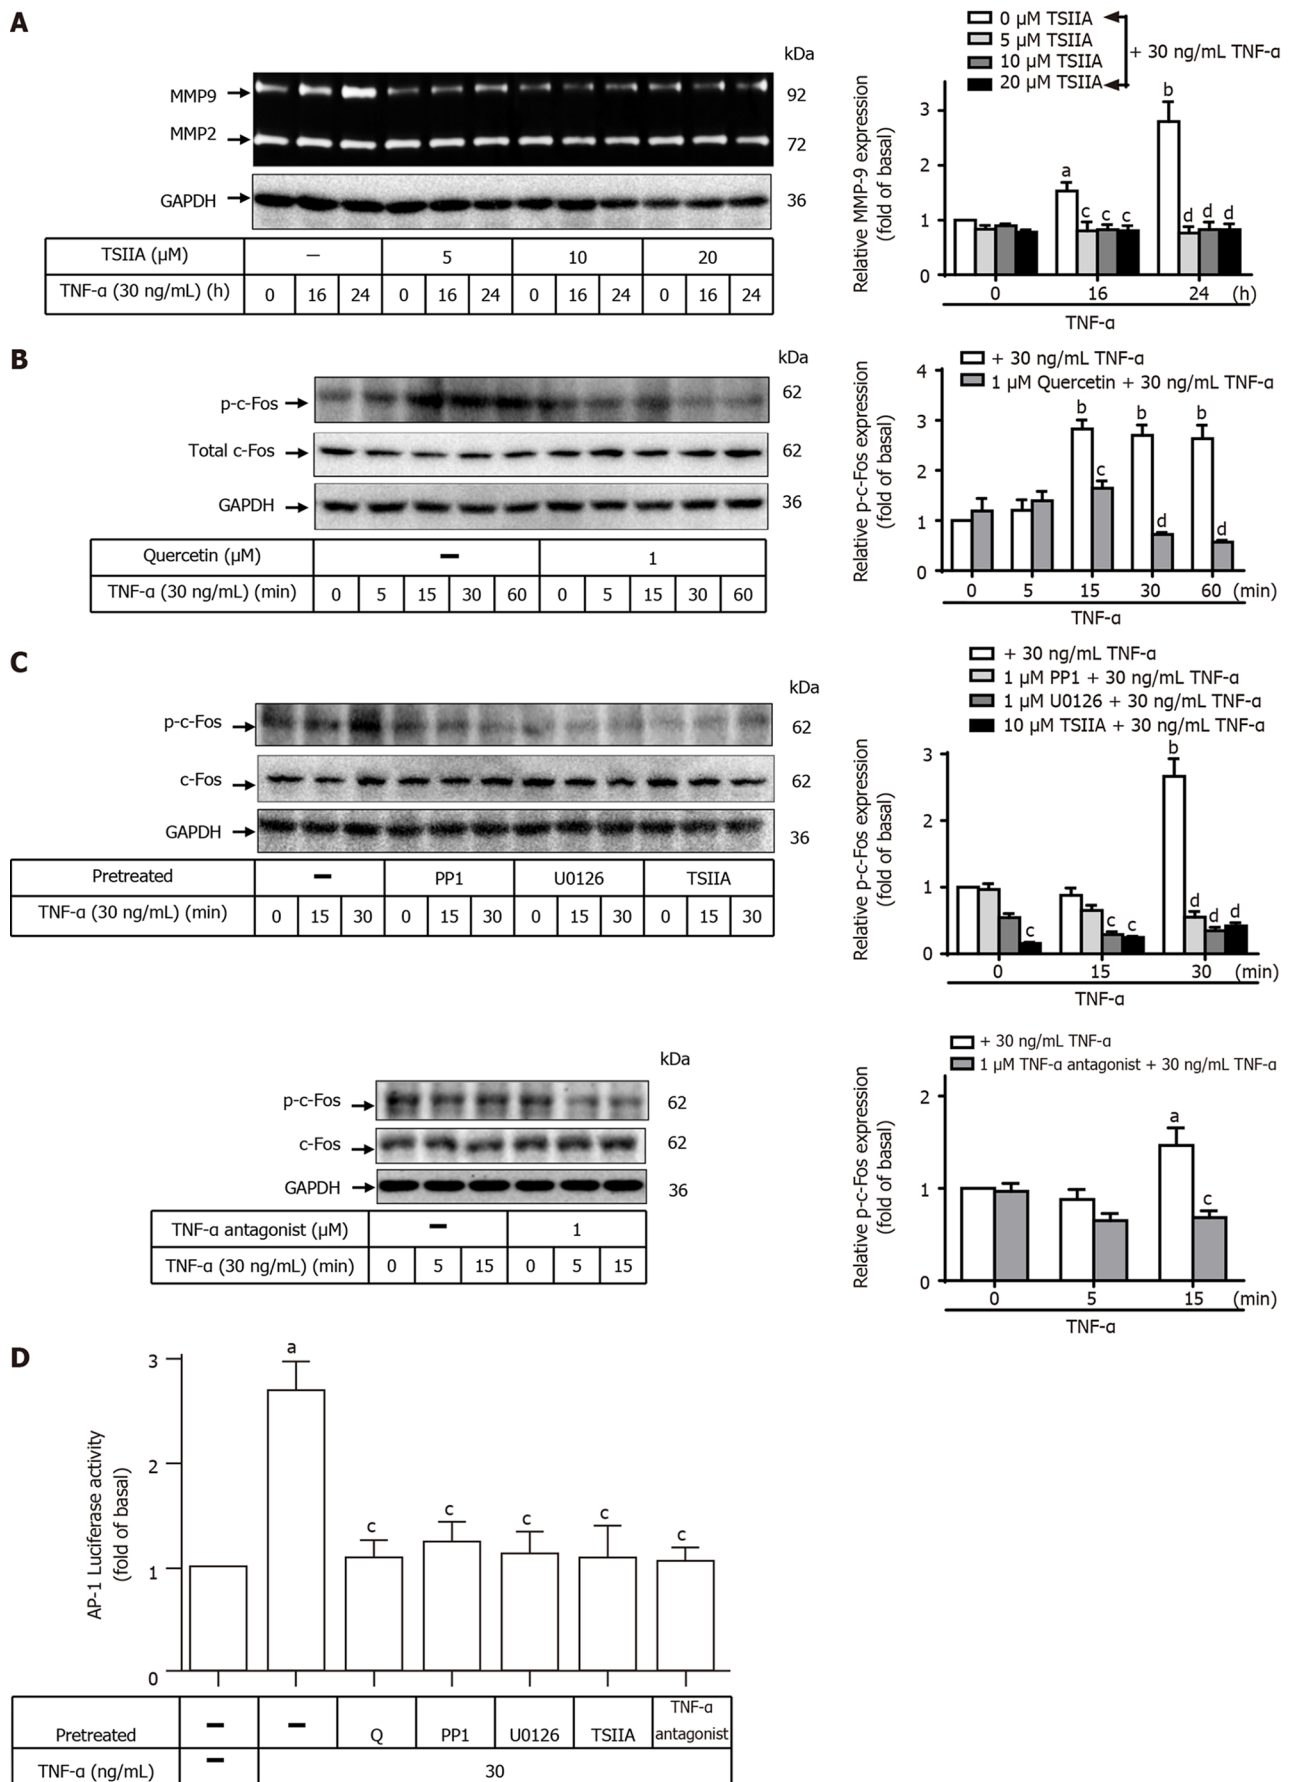 A
kDa
MMP9
92
MMP2
72
GAPDH
36
TSIIA (µM) — 5 10 20
TNF-ɑ (30 ng/mL) (h) 0 16 24 0 16 24 0 16 24 0 16 24
0 µM TSIIA
5 µM TSIIA
10 µM TSIIA
20 µM TSIIA
+ 30 ng/mL TNF-ɑ
Relative MMP-9 expression
(fold of basal)
3
2
1
0
a
c c c
b
d d d
0 16 24 (h)
TNF-ɑ
B
kDa
p-c-Fos
62
Total c-Fos
62
GAPDH
36
Quercetin (µM) — 1
TNF-ɑ (30 ng/mL) (min) 0 5 15 30 60 0 5 15 30 60
+ 30 ng/mL TNF-ɑ
1 µM Quercetin + 30 ng/mL TNF-ɑ
Relative p-c-Fos expression
(fold of basal)
4
3
2
1
0
b b b
c
d
d
0 5 15 30 60 (min)
TNF-ɑ
C
kDa
p-c-Fos
62
c-Fos
62
GAPDH
36
Pretreated — PP1 U0126 TSIIA
TNF-ɑ (30 ng/mL) (min) 0 15 30 0 15 30 0 15 30 0 15 30
+ 30 ng/mL TNF-ɑ
1 µM PP1 + 30 ng/mL TNF-ɑ
1 µM U0126 + 30 ng/mL TNF-ɑ
10 µM TSIIA + 30 ng/mL TNF-ɑ
Relative p-c-Fos expression
(fold of basal)
3
2
1
0
b
c
c c
d d d
0 15 30 (min)
TNF-ɑ
kDa
p-c-Fos
62
c-Fos
62
GAPDH
36
TNF-ɑ antagonist (µM) — 1
TNF-ɑ (30 ng/mL) (min) 0 5 15 0 5 15
+ 30 ng/mL TNF-ɑ
1 µM TNF-ɑ antagonist + 30 ng/mL TNF-ɑ
Relative p-c-Fos expression
(fold of basal)
2
1
0
a
c
0 5 15 (min)
TNF-ɑ
D
AP-1 Luciferase activity
(fold of basal)
3
2
1
0
a
c c c c c
Pretreated — — Q PP1 U0126 TSIIA TNF-ɑ antagonist
TNF-ɑ (ng/mL) — 30